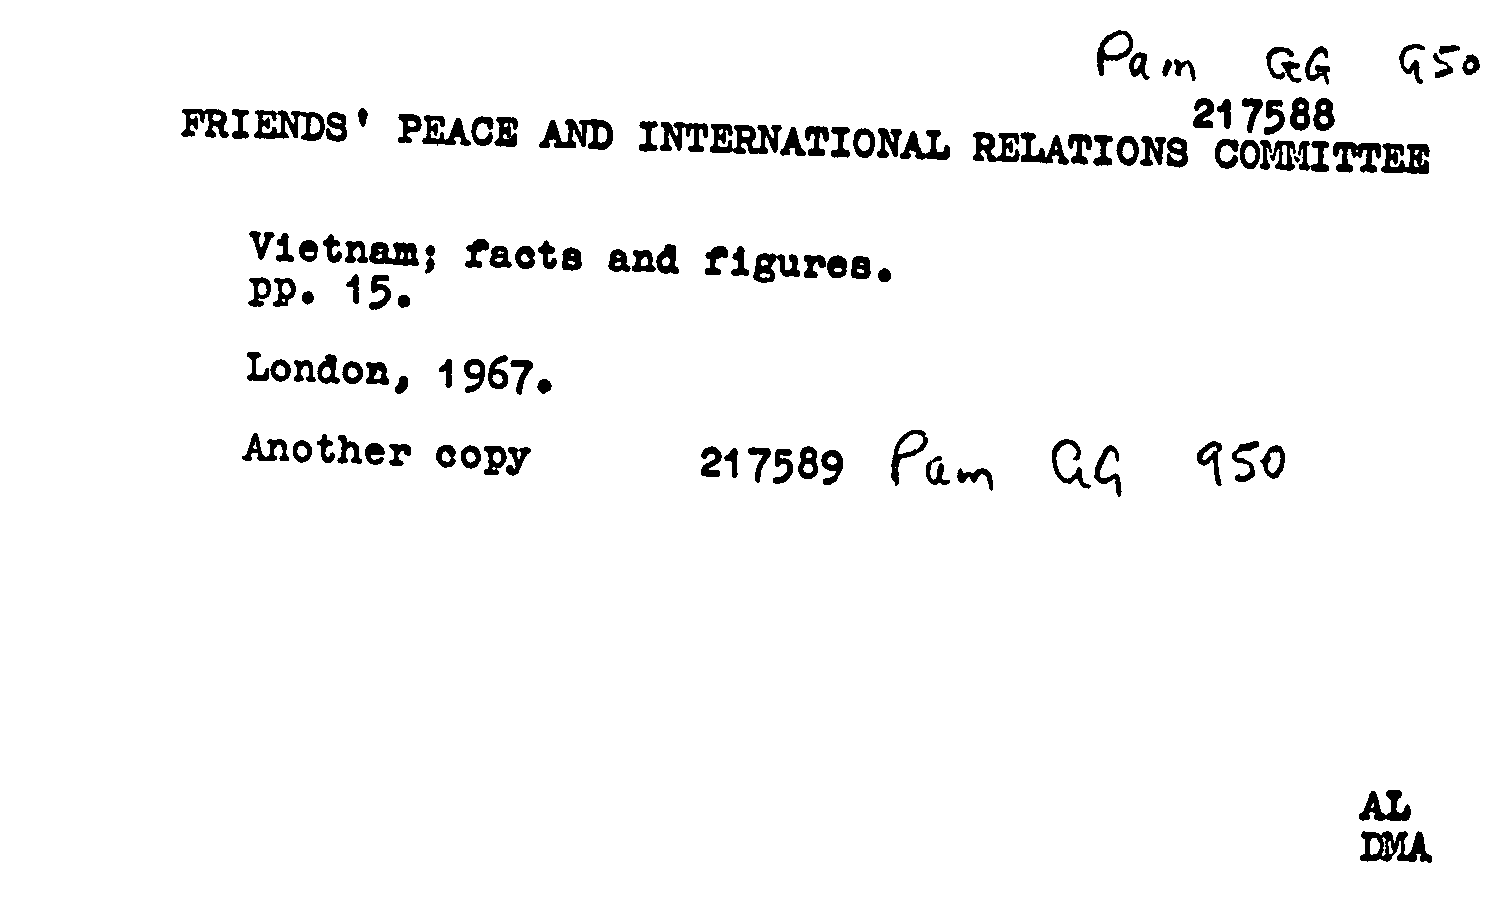 Pam GG 950
217588
FRIENDS' PEACE AND INTERNATIONAL RELATIONS COMMITTEE
Vietnam; facts and figures.
pp. 15.
London, 1967.
Another copy 217589 Pam GG 950
AL
DMA